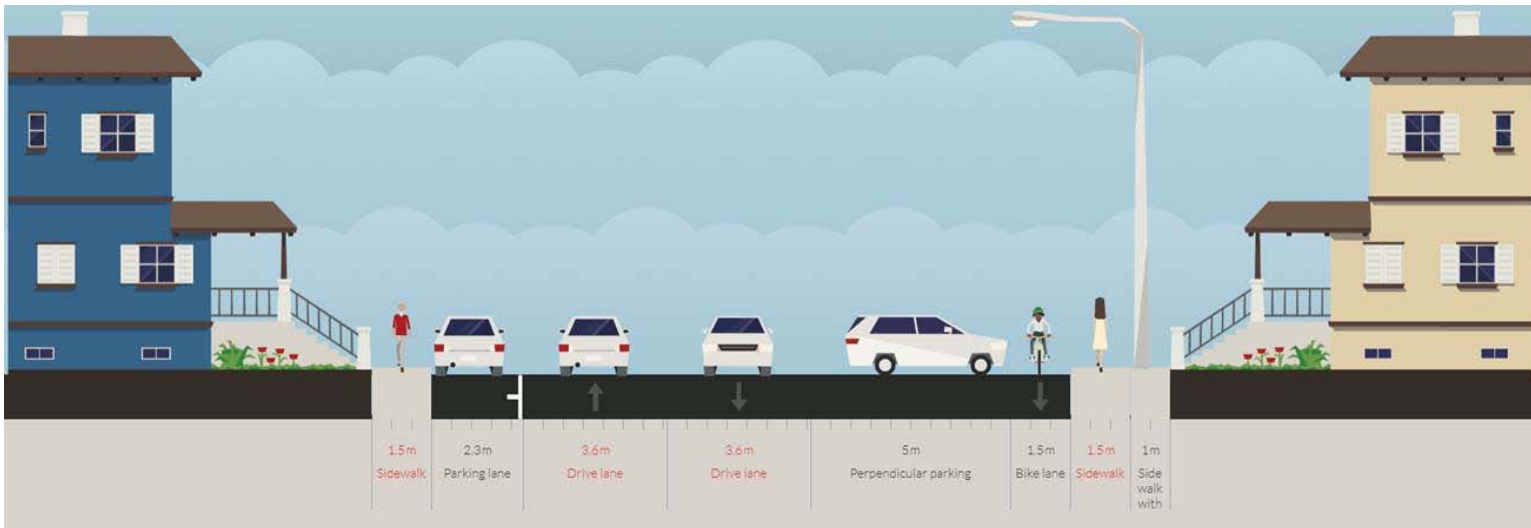 1.5m
Sidewalk
2.3m
Parking lane
3.6m
Drive lane
3.6m
Drive lane
5m
Perpendicular parking
1.5m
Bike lane
1.5m
Sidewalk
1m
Side
walk
with